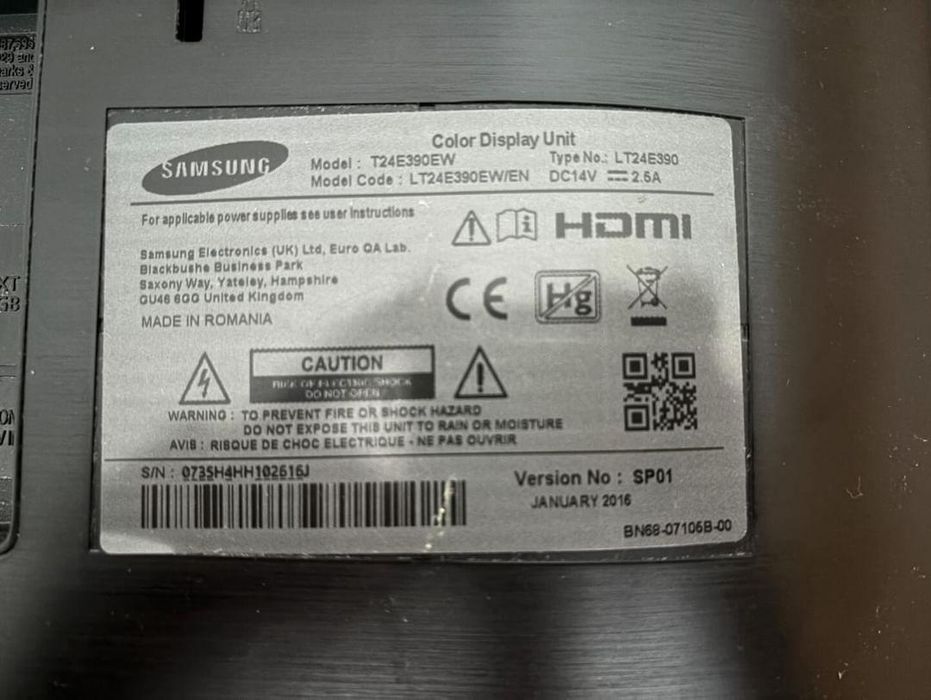 SAMSUNG
Color Display Unit
Model : T24E390EW
Type No.: LT24E390
Model Code : LT24E390EW/EN
DC14V ⎓ 2.5A
For applicable power supplies see user instructions
HDMI
Samsung Electronics (UK) Ltd, Euro QA Lab.
Blackbushe Business Park
Saxony Way, Yateley, Hampshire
GU46 6GG United Kingdom
MADE IN ROMANIA
CE
Hg
CAUTION
RISK OF ELECTRIC SHOCK
DO NOT OPEN
WARNING : TO PREVENT FIRE OR SHOCK HAZARD
DO NOT EXPOSE THIS UNIT TO RAIN OR MOISTURE
AVIS : RISQUE DE CHOC ELECTRIQUE - NE PAS OUVRIR
S/N : 073SH4HH102616J
Version No : SP01
JANUARY 2016
BN68-07106B-00